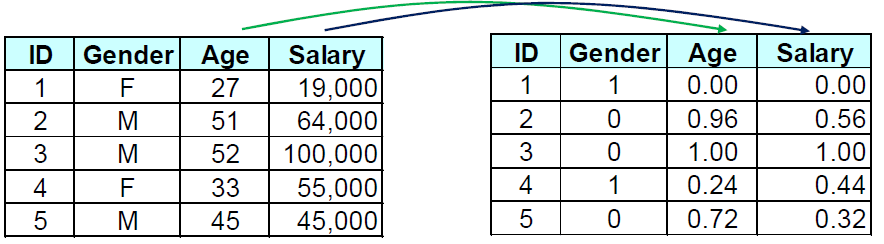 ID Gender Age Salary
1 F 27 19,000
2 M 51 64,000
3 M 52 100,000
4 F 33 55,000
5 M 45 45,000
ID Gender Age Salary
1 1 0.00 0.00
2 0 0.96 0.56
3 0 1.00 1.00
4 1 0.24 0.44
5 0 0.72 0.32